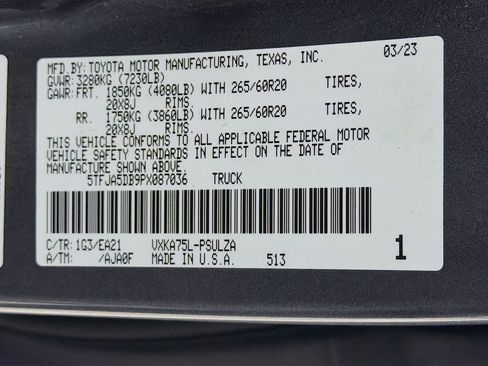 MFD. BY: TOYOTA MOTOR MANUFACTURING, TEXAS, INC. 03/23
GVWR: 3280KG (7230LB)
GAWR: FRT. 1850KG (4080LB) WITH 265/60R20 TIRES,
20X8J RIMS.
RR. 1750KG (3860LB) WITH 265/60R20 TIRES,
20X8J RIMS.
THIS VEHICLE CONFORMS TO ALL APPLICABLE FEDERAL MOTOR
VEHICLE SAFETY STANDARDS IN EFFECT ON THE DATE OF
MANUFACTURE SHOWN ABOVE.
5TFJA5DB9PX087036 TRUCK
C/TR: 1G3/EA21 VXKA75L-PSULZA 1
A/TM: /AJA0F MADE IN U.S.A. 513